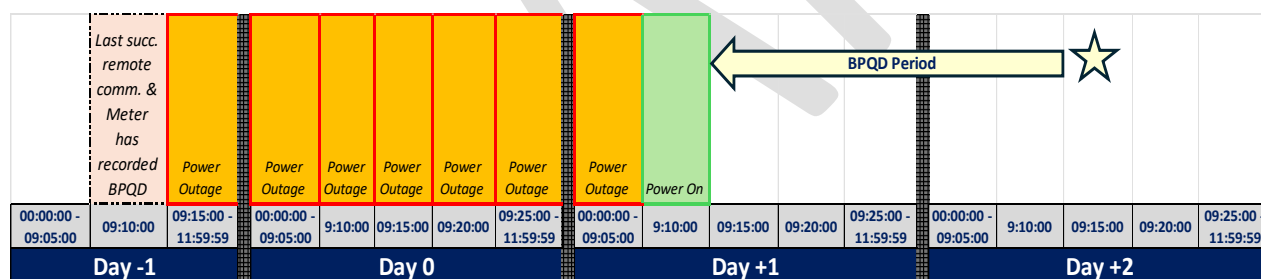 Last succ.
remote
comm. &
Meter
has
recorded
BPQD
Power
Outage
Power
Outage
Power
Outage
Power
Outage
Power
Outage
Power
Outage
Power
Outage
Power On
BPQD Period
00:00:00 -
09:05:00
09:10:00
09:15:00 -
11:59:59
00:00:00 -
09:05:00
9:10:00
09:15:00
09:20:00
09:25:00 -
11:59:59
00:00:00 -
09:05:00
9:10:00
09:15:00
09:20:00
09:25:00 -
11:59:59
00:00:00 -
09:05:00
9:10:00
09:15:00
09:20:00
09:25:00 -
11:59:59
Day -1
Day 0
Day +1
Day +2